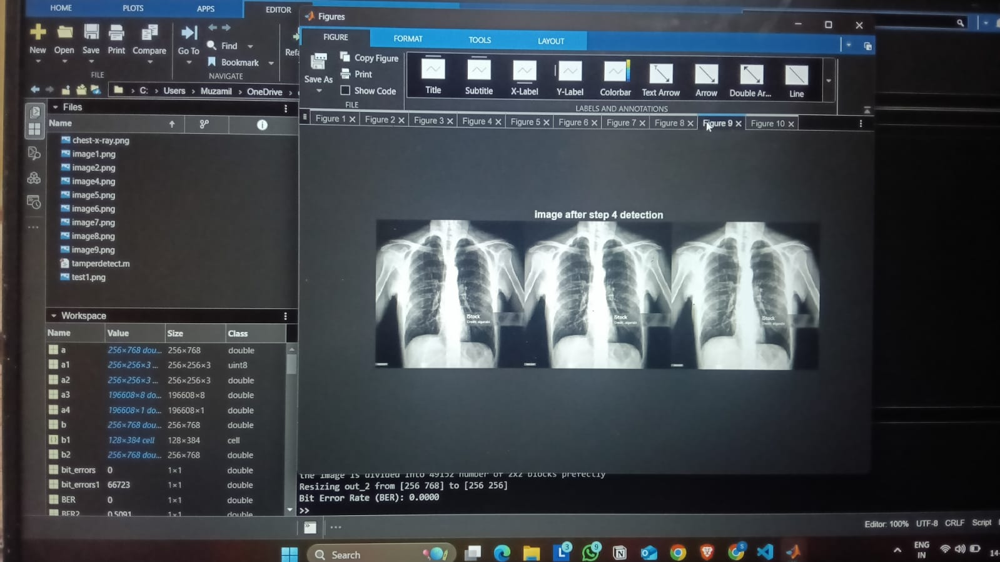 HOME PLOTS APPS EDITOR
New Open Save Print Compare Go To Find Bookmark
FILE NAVIGATE
C: Users Muzamil OneDrive
Files
Name
chest-x-ray.png
image1.png
image2.png
image4.png
image5.png
image6.png
image7.png
image8.png
image9.png
tamperdetect.m
test1.png
Workspace
Name Value Size Class
a 256×768 dou... 256×768 double
a1 256×256×3 ... 256×256×3 uint8
a2 256×256×3 ... 256×256×3 double
a3 196608×8 do... 196608×8 double
a4 196608×1 do... 196608×1 double
b 256×768 dou... 256×768 double
b1 128×384 cell 128×384 cell
b2 256×768 dou... 256×768 double
bit_errors 0 1×1 double
bit_errors1 66723 1×1 double
BER 0 1×1 double
BER2 0.5091 1×1 double
Figures
FIGURE FORMAT TOOLS LAYOUT
Save As Copy Figure Print Show Code
FILE
Title Subtitle X-Label Y-Label Colorbar Text Arrow Arrow Double Ar... Line
LABELS AND ANNOTATIONS
Figure 1 Figure 2 Figure 3 Figure 4 Figure 5 Figure 6 Figure 7 Figure 8 Figure 9 Figure 10
image after step 4 detection
iStock iStock iStock
the image is divided into 49152 number of 2x2 blocks prefectly
Resizing out_2 from [256 768] to [256 256]
Bit Error Rate (BER): 0.0000
>>
Editor: 100% UTF-8 CRLF Script
Search
3 9
ENG
IN